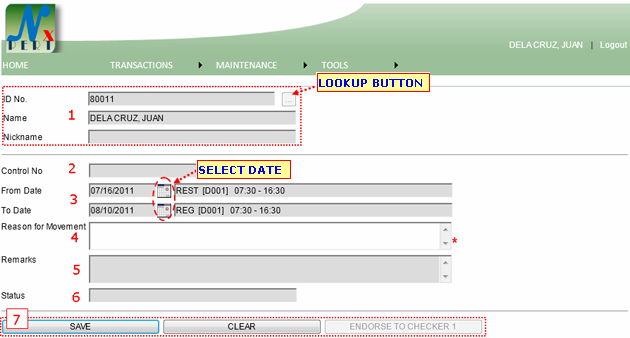 N
PERT
DELA CRUZ, JUAN | Logout
HOME TRANSACTIONS MAINTENANCE TOOLS
LOOKUP BUTTON
ID No. 80011 ...
1 Name DELA CRUZ, JUAN
Nickname
Control No 2 SELECT DATE
From Date 07/16/2011 REST [D001] 07:30 - 16:30
3
To Date 08/10/2011 REG [D001] 07:30 - 16:30
Reason for Movement
4 *
Remarks
5
Status 6
7 SAVE CLEAR ENDORSE TO CHECKER 1